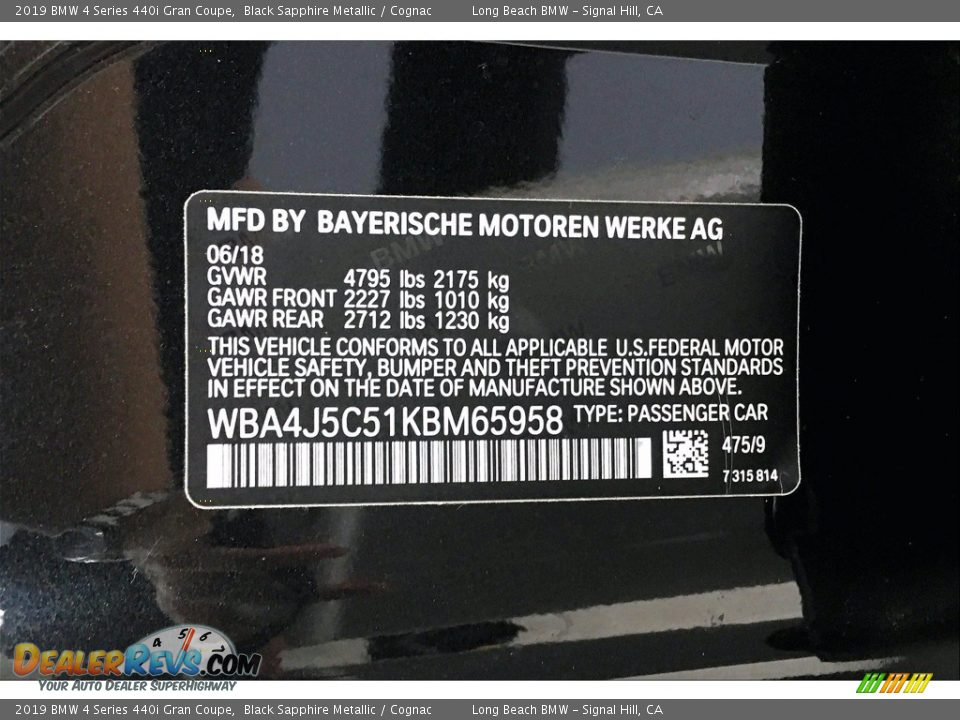 2019 BMW 4 Series 440i Gran Coupe, Black Sapphire Metallic / Cognac Long Beach BMW - Signal Hill, CA
MFD BY BAYERISCHE MOTOREN WERKE AG
06/18
GVWR 4795 lbs 2175 kg
GAWR FRONT 2227 lbs 1010 kg
GAWR REAR 2712 lbs 1230 kg
THIS VEHICLE CONFORMS TO ALL APPLICABLE U.S.FEDERAL MOTOR
VEHICLE SAFETY, BUMPER AND THEFT PREVENTION STANDARDS
IN EFFECT ON THE DATE OF MANUFACTURE SHOWN ABOVE.
WBA4J5C51KBM65958 TYPE: PASSENGER CAR
475/9
7 315 814
4 5 6
DEALERREVS.COM
YOUR AUTO DEALER SUPERHIGHWAY
2019 BMW 4 Series 440i Gran Coupe, Black Sapphire Metallic / Cognac Long Beach BMW - Signal Hill, CA